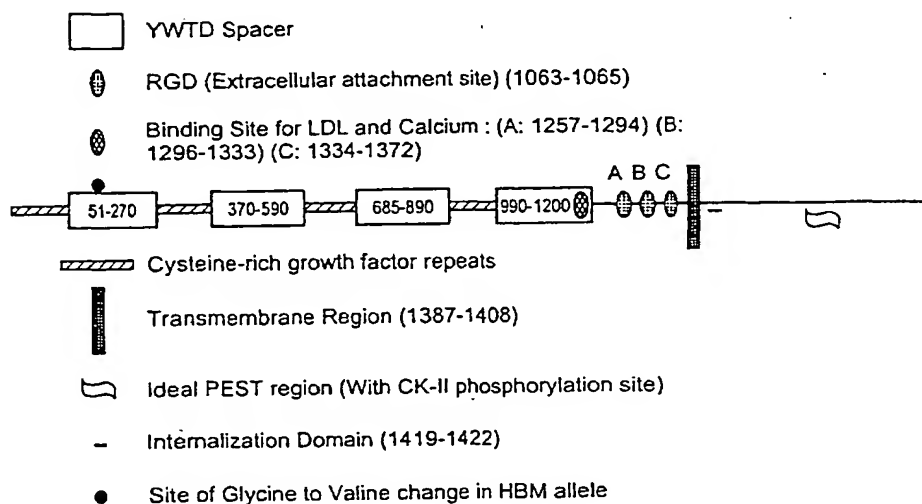 YWTD Spacer
RGD (Extracellular attachment site) (1063-1065)
Binding Site for LDL and Calcium : (A: 1257-1294) (B:
1296-1333) (C: 1334-1372)
A B C
51-270 370-590 685-890 990-1200
Cysteine-rich growth factor repeats
Transmembrane Region (1387-1408)
Ideal PEST region (With CK-II phosphorylation site)
Internalization Domain (1419-1422)
Site of Glycine to Valine change in HBM allele